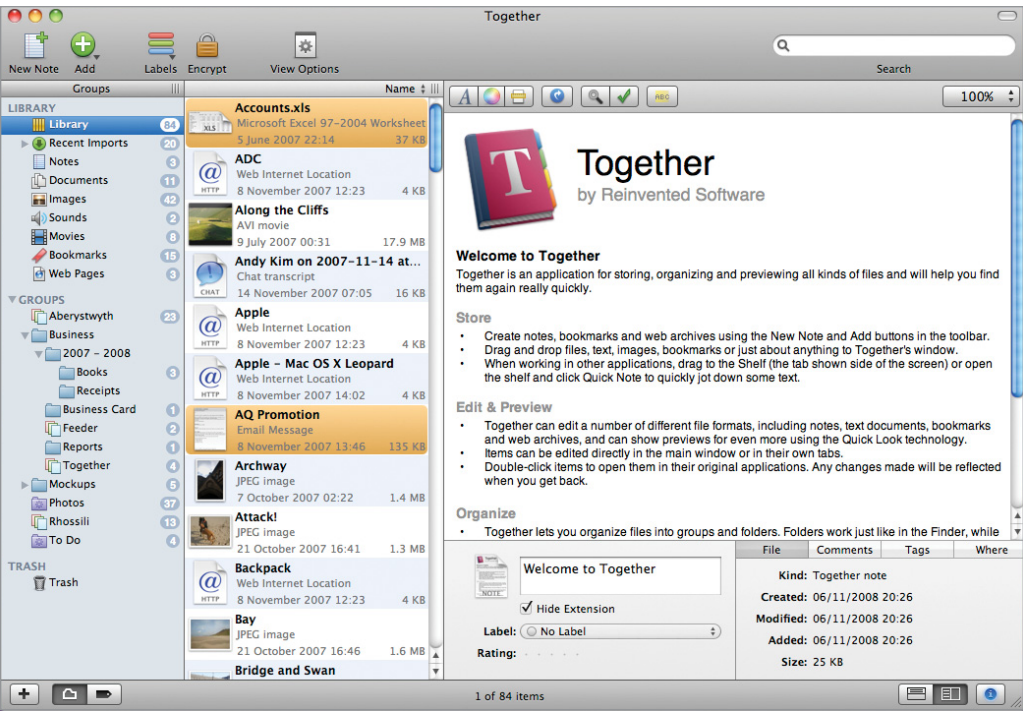 Together
New Note
Add
Labels
Encrypt
View Options
Search
Groups
Name
100%
LIBRARY
Library 84
Recent Imports 20
Notes 3
Documents 11
Images 42
Sounds 2
Movies 8
Bookmarks 15
Web Pages 3
GROUPS
Aberystwyth 23
Business
2007 – 2008
Books 3
Receipts
Business Card 1
Feeder 2
Reports 1
Together 4
Mockups 5
Photos 37
Rhossili 13
To Do 4
TRASH
Trash
Accounts.xls
XLS
Microsoft Excel 97-2004 Worksheet
5 June 2007 22:14 37 KB
ADC
@
HTTP
Web Internet Location
8 November 2007 12:23 4 KB
Along the Cliffs
AVI movie
9 July 2007 00:31 17.9 MB
Andy Kim on 2007-11-14 at...
CHAT
Chat transcript
14 November 2007 07:05 16 KB
Apple
@
HTTP
Web Internet Location
8 November 2007 12:23 4 KB
Apple – Mac OS X Leopard
@
HTTP
Web Internet Location
8 November 2007 14:02 4 KB
AQ Promotion
Email Message
8 November 2007 13:46 135 KB
Archway
JPEG image
7 October 2007 02:22 1.4 MB
Attack!
JPEG image
21 October 2007 16:41 1.3 MB
Backpack
@
HTTP
Web Internet Location
8 November 2007 12:23 4 KB
Bay
JPEG image
21 October 2007 16:46 1.6 MB
Bridge and Swan
A
ABC
T
Together
by Reinvented Software
Welcome to Together
Together is an application for storing, organizing and previewing all kinds of files and will help you find
them again really quickly.
Store
• Create notes, bookmarks and web archives using the New Note and Add buttons in the toolbar.
• Drag and drop files, text, images, bookmarks or just about anything to Together's window.
• When working in other applications, drag to the Shelf (the tab shown side of the screen) or open
the shelf and click Quick Note to quickly jot down some text.
Edit & Preview
• Together can edit a number of different file formats, including notes, text documents, bookmarks
and web archives, and can show previews for even more using the Quick Look technology.
• Items can be edited directly in the main window or in their own tabs.
• Double-click items to open them in their original applications. Any changes made will be reflected
when you get back.
Organize
• Together lets you organize files into groups and folders. Folders work just like in the Finder, while
NOTE
Welcome to Together
Hide Extension
Label: No Label
Rating:
File
Comments
Tags
Where
Kind: Together note
Created: 06/11/2008 20:26
Modified: 06/11/2008 20:26
Added: 06/11/2008 20:26
Size: 25 KB
1 of 84 items